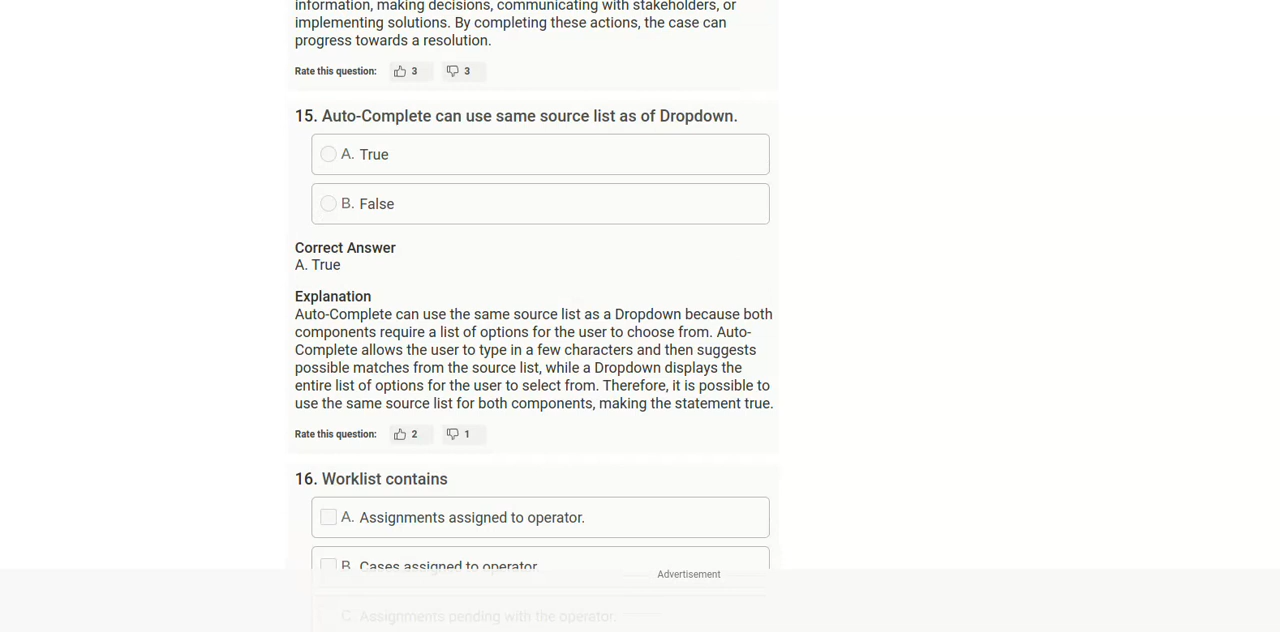 information, making decisions, communicating with stakeholders, or
implementing solutions. By completing these actions, the case can
progress towards a resolution.
Rate this question: 3 3
15. Auto-Complete can use same source list as of Dropdown.
A. True
B. False
Correct Answer
A. True
Explanation
Auto-Complete can use the same source list as a Dropdown because both
components require a list of options for the user to choose from. Auto-
Complete allows the user to type in a few characters and then suggests
possible matches from the source list, while a Dropdown displays the
entire list of options for the user to select from. Therefore, it is possible to
use the same source list for both components, making the statement true.
Rate this question: 2 1
16. Worklist contains
A. Assignments assigned to operator.
B. Cases assigned to operator
Advertisement
C. Assignments pending with the operator.